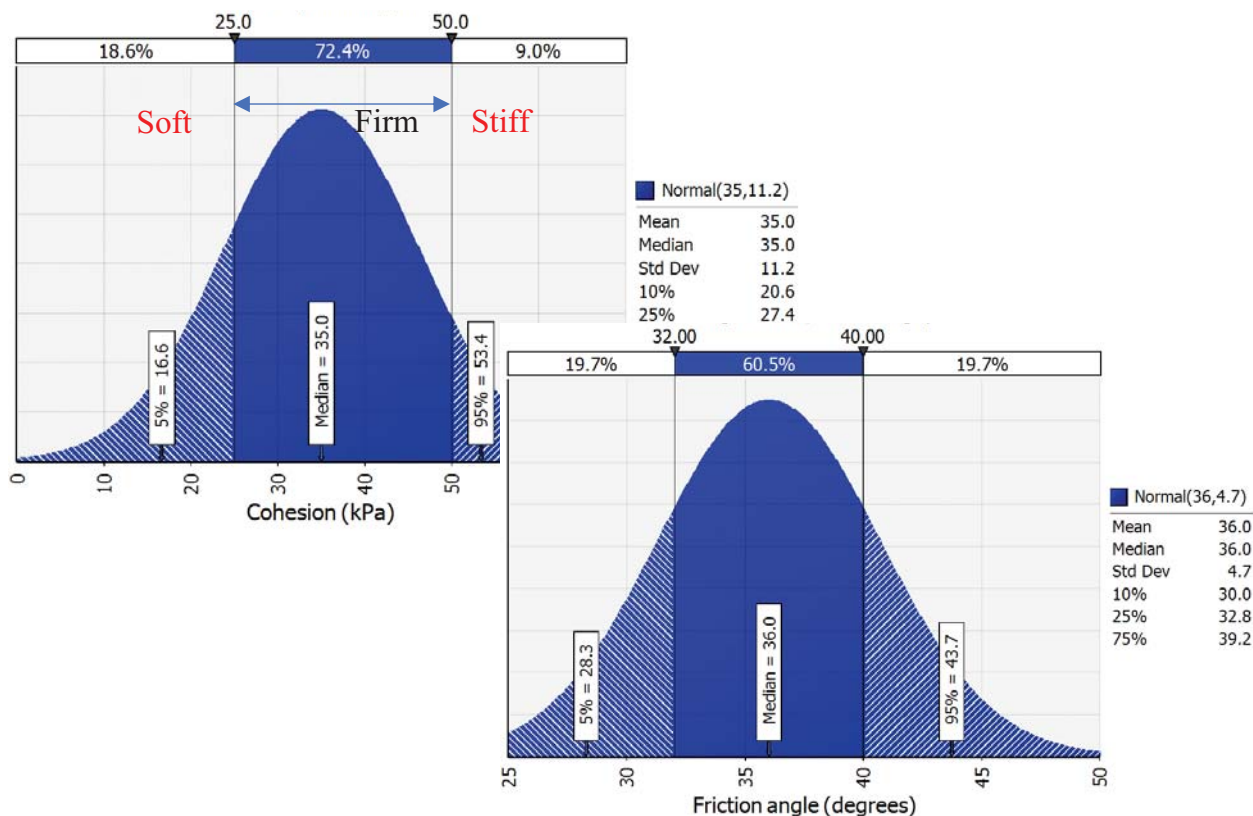 25.0 50.0
18.6% 72.4% 9.0%
Soft Firm Stiff
5% = 16.6
Median = 35.0
95% = 53.4
0 10 20 30 40 50
Cohesion (kPa)
Normal(35,11.2)
Mean 35.0
Median 35.0
Std Dev 11.2
10% 20.6
25% 27.4
32.00 40.00
19.7% 60.5% 19.7%
5% = 28.3
Median = 36.0
95% = 43.7
25 30 35 40 45 50
Friction angle (degrees)
Normal(36,4.7)
Mean 36.0
Median 36.0
Std Dev 4.7
10% 30.0
25% 32.8
75% 39.2